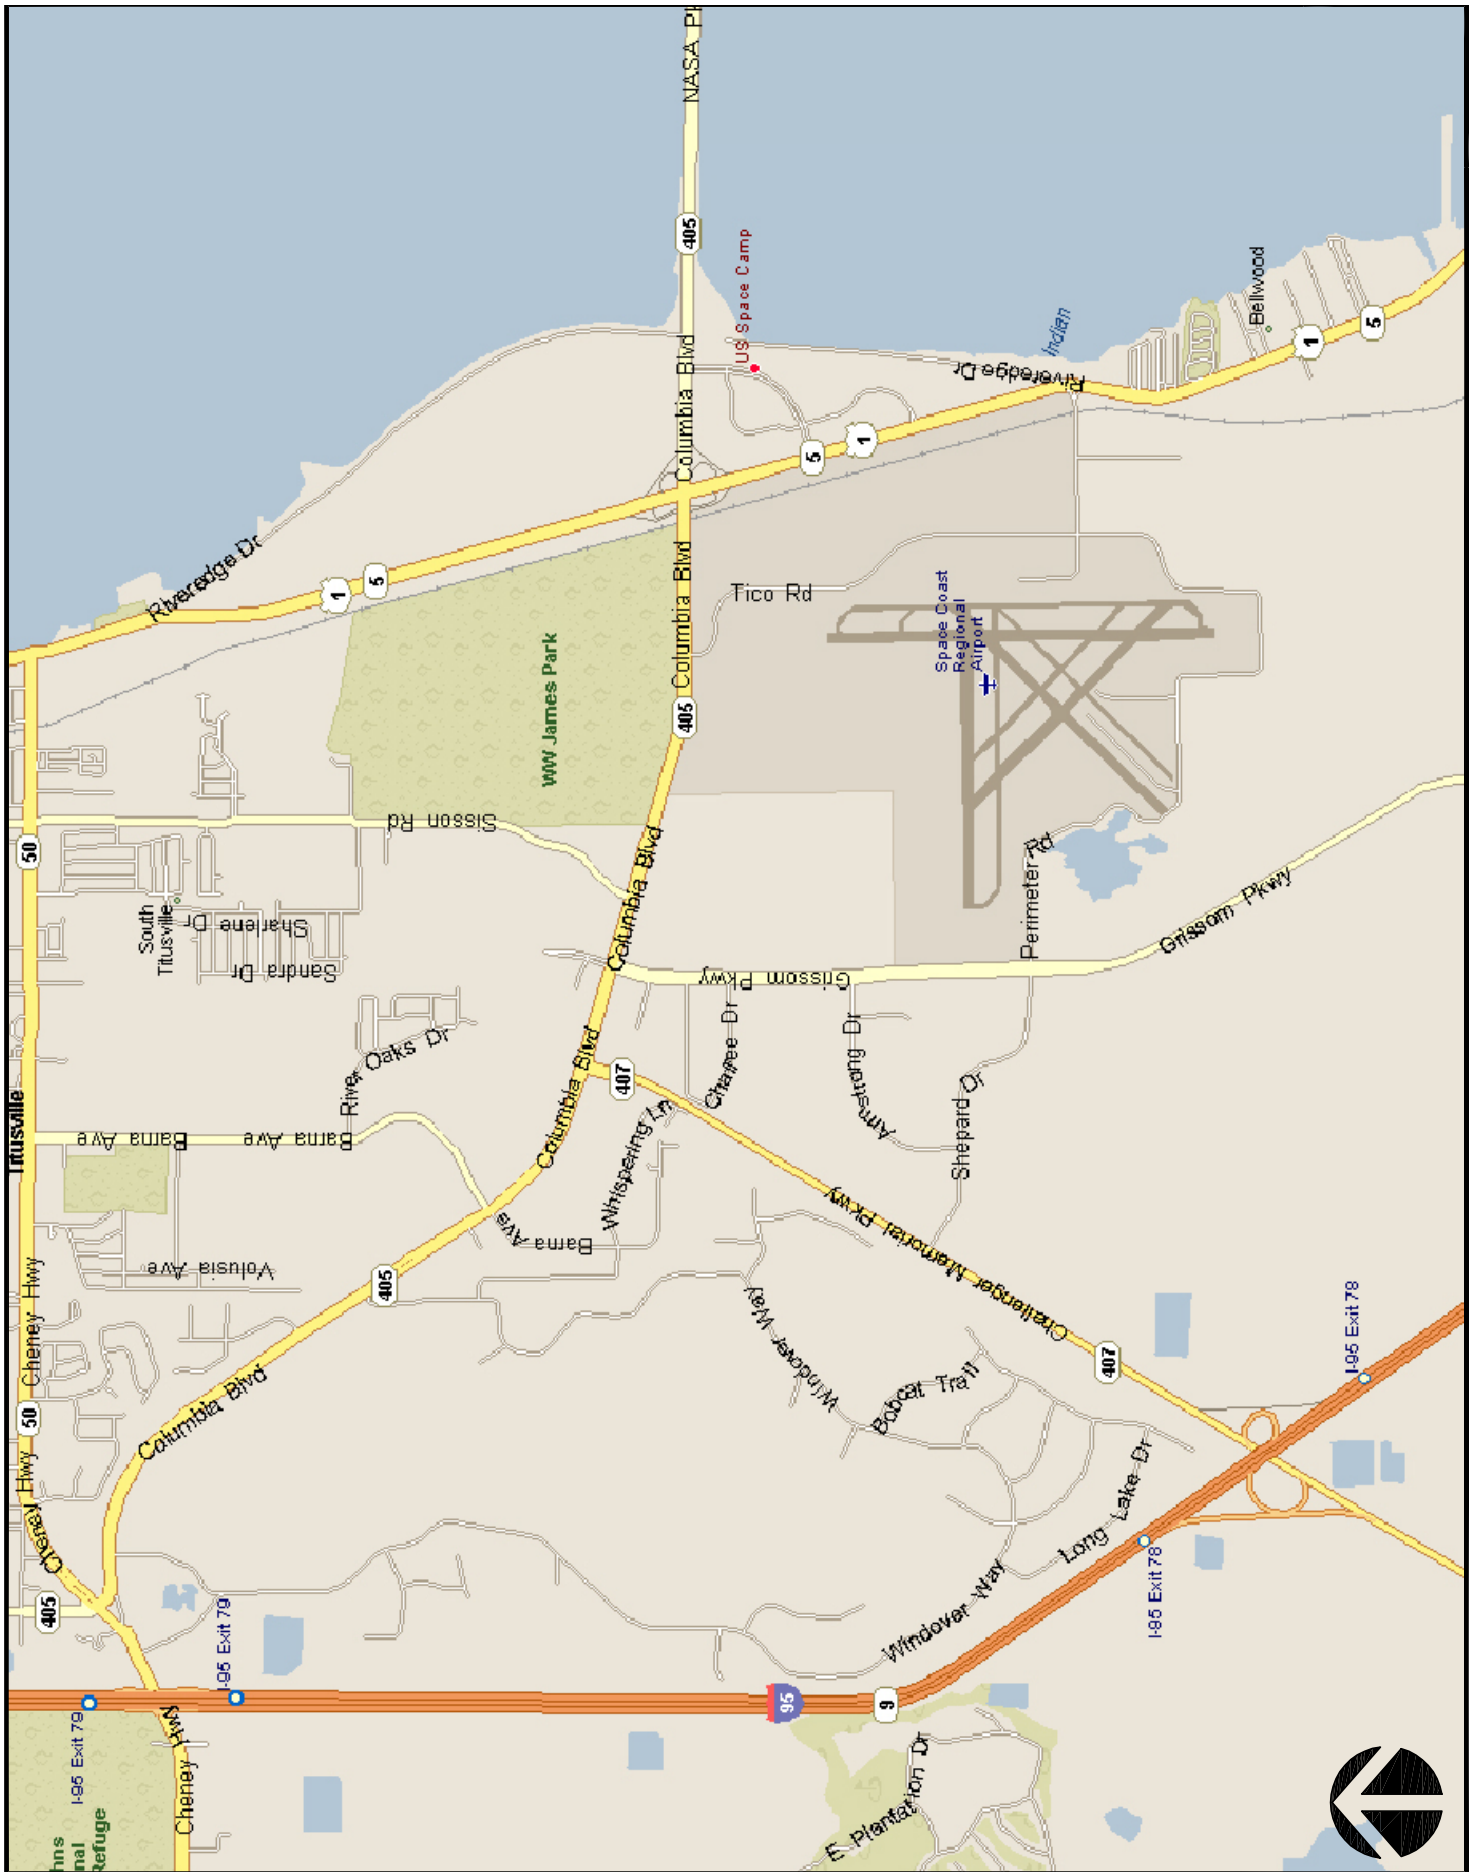 NASA P
405
US Space Camp
Columbia Blvd
Indian
Riveredge Dr
Bellwood
1
5
5
1
Columbia Blvd
Riveredge Dr
1
5
Tico Rd
Space Coast
Regional
Airport
WW James Park
405
Sisson Rd
50
Columbia Blvd
Perimeter Rd
Grissom Pkwy
South
Titusville
Sharlene Dr
Sandra Dr
Grissom Pkwy
River Oaks Dr
Columbia Blvd
407
Chaffee Dr
Armstrong Dr
Shepard Dr
Titusville
Barna Ave
Barna Ave
Whispering Ln
Barna Ave
Volusia Ave
Challenger Memorial Pkwy
Cheney Hwy
405
Windover Way
Bobcat Trail
407
I-95 Exit 78
Columbia Blvd
50
Cheney Hwy
Long Lake Dr
Cheney Hwy
405
I-95 Exit 79
Windover Way
I-95 Exit 78
95
9
I-95 Exit 79
Cheney Hwy
E Plantation Dr
hns
nal
Refuge